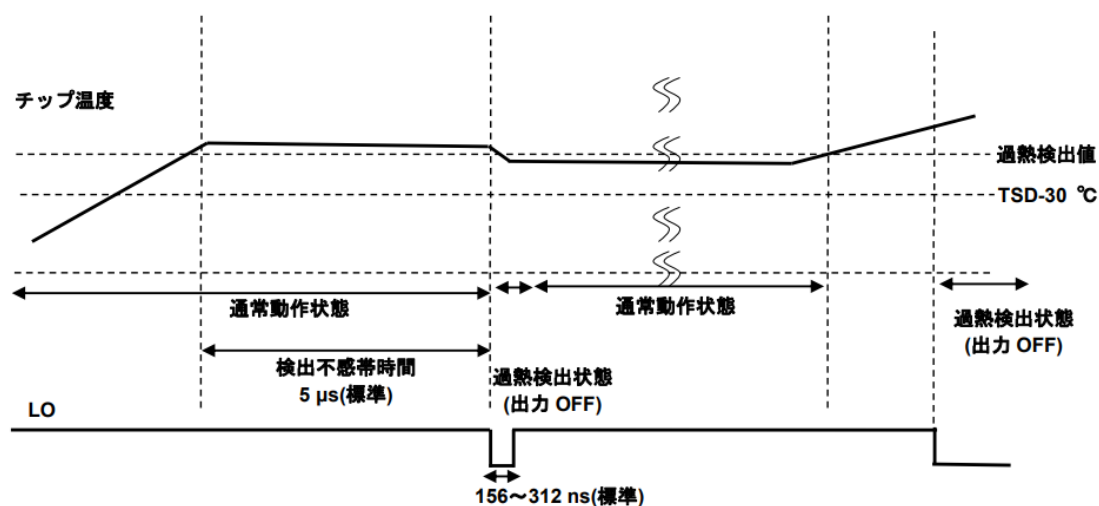 チップ温度
過熱検出値
TSD-30 ℃
通常動作状態
通常動作状態
過熱検出状態
(出力 OFF)
検出不感帯時間
5 μs(標準)
過熱検出状態
(出力 OFF)
LO
156～312 ns(標準)